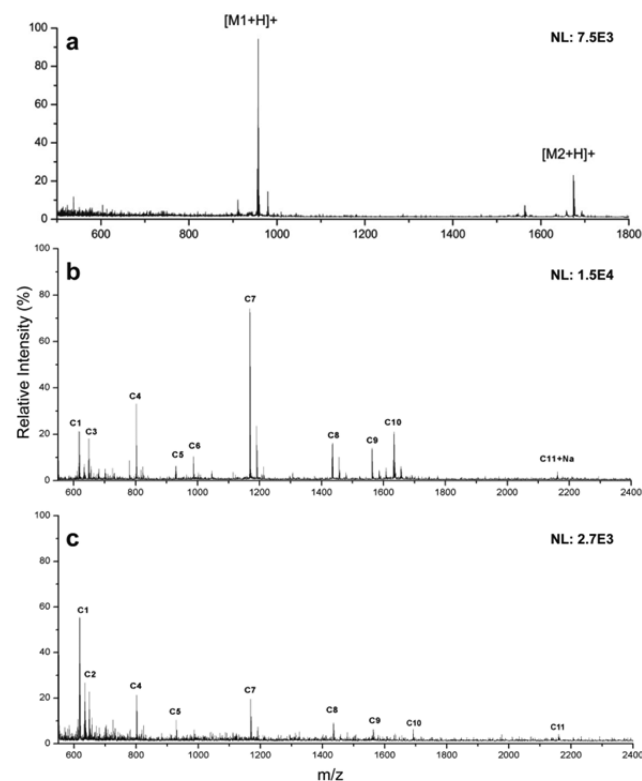 [M1+H]+
a
NL: 7.5E3
[M2+H]+
100
80
60
40
20
0
600
800
1000
1200
1400
1600
1800
b
NL: 1.5E4
100
80
60
40
20
0
C1
C3
C4
C5
C6
C7
C8
C9
C10
C11+Na
600
800
1000
1200
1400
1600
1800
2000
2200
2400
Relative Intensity (%)
c
NL: 2.7E3
100
80
60
40
20
0
C1
C2
C4
C5
C7
C8
C9
C10
C11
600
800
1000
1200
1400
1600
1800
2000
2200
2400
m/z